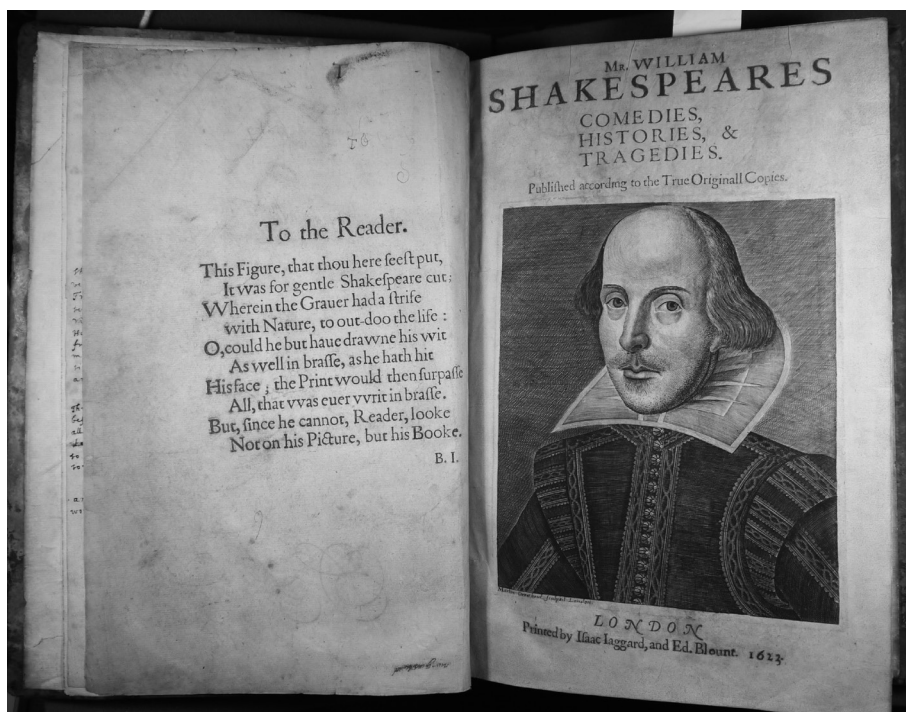 T
TO
To the Reader.
This Figure, that thou here ſeeſt put,
It was for gentle Shakeſpeare cut;
Wherein the Grauer had a ſtrife
with Nature, to out-doo the life :
O, could he but haue drawne his wit
As well in braſſe, as he hath hit
His face ; the Print would then ſurpaſſe
All, that vvas euer vvrit in braſſe.
But, ſince he cannot, Reader, looke
Not on his Picture, but his Booke.
B. I.
Mr. WILLIAM
SHAKESPEARES
COMEDIES,
HISTORIES, &
TRAGEDIES.
Publiſhed according to the True Originall Copies.
LONDON
Printed by Iſaac Iaggard, and Ed. Blount. 1623.